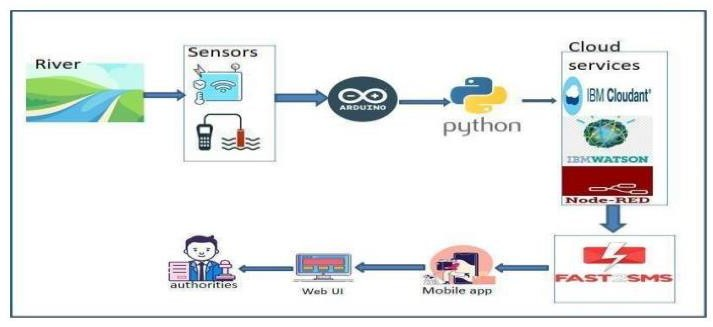 River
Sensors
ARDUINO
python
Cloud
services
IBM Cloudant
IBMWATSON
Node-RED
FAST2SMS
Mobile app
Web UI
authorities